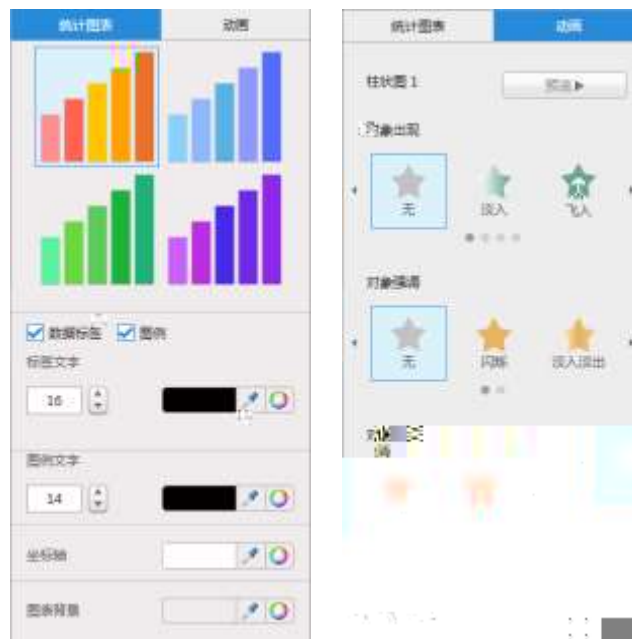 统计图表 动画
数据标签 图例
标签文字
16
图例文字
14
坐标轴
图表背景
统计图表 动画
柱状图 1 预览
对象出现
无 淡入 飞入
对象强调
无 闪烁 淡入淡出